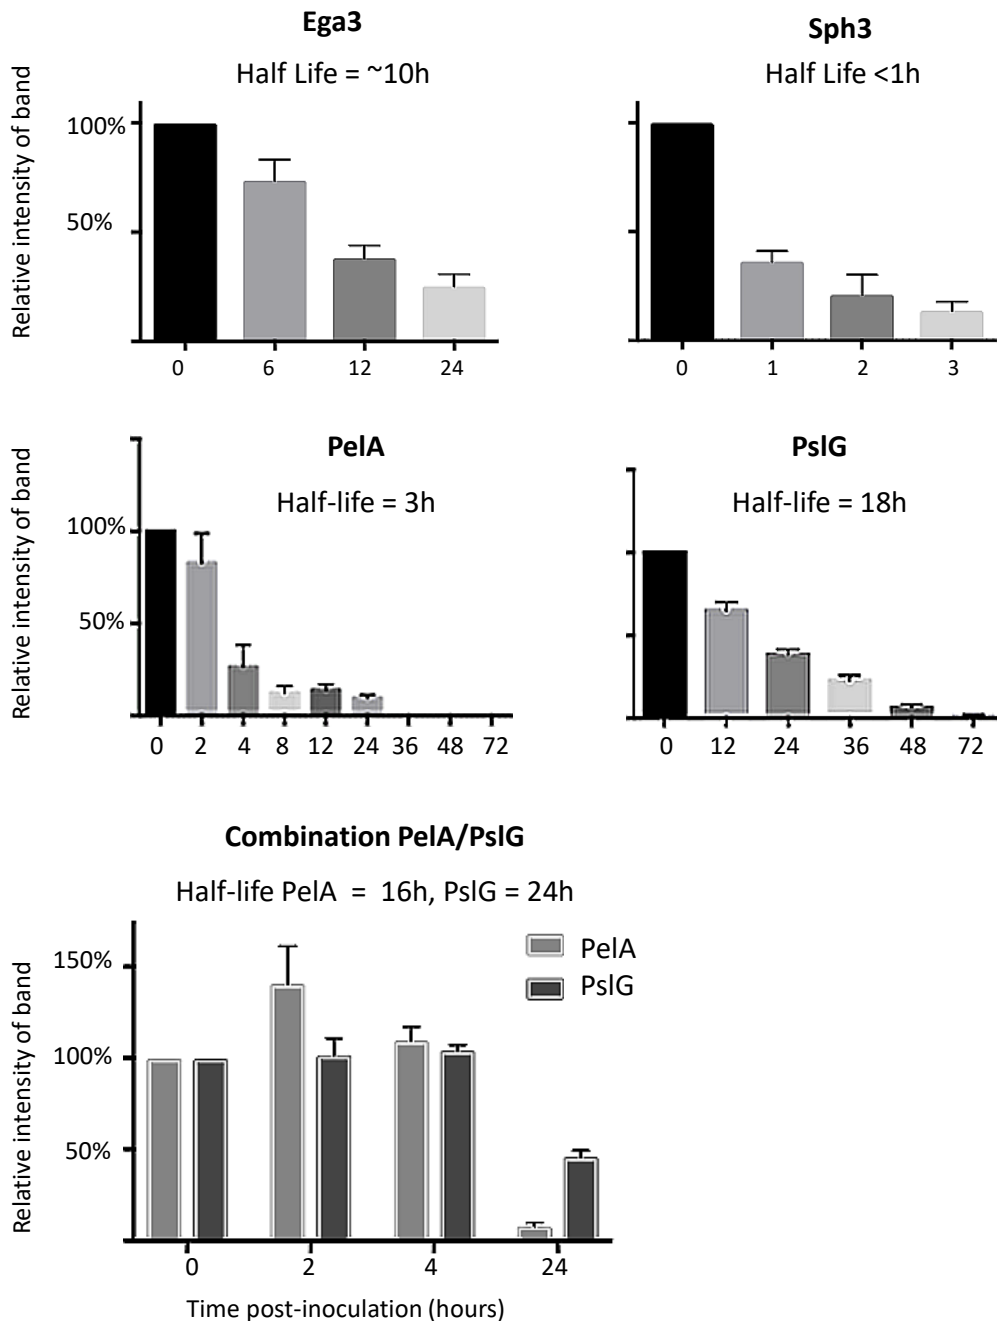 Ega3
Half Life = ~10h
Relative intensity of band
100%
50%
0 6 12 24
Sph3
Half Life <1h
0 1 2 3
PelA
Half-life = 3h
Relative intensity of band
100%
50%
0 2 4 8 12 24 36 48 72
PslG
Half-life = 18h
0 12 24 36 48 72
Combination PelA/PslG
Half-life PelA = 16h, PslG = 24h
Relative intensity of band
150%
100%
50%
PelA
PslG
0 2 4 24
Time post-inoculation (hours)